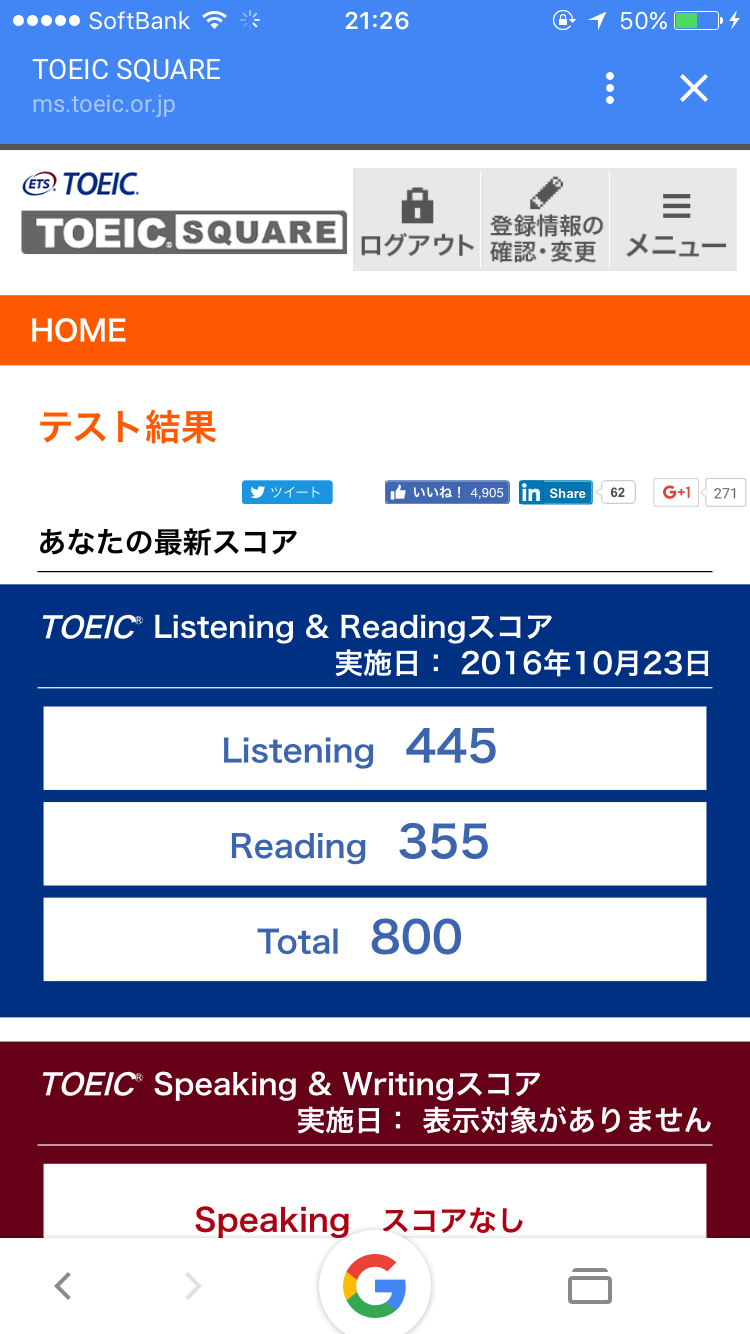 SoftBank 21:26 50%
TOEIC SQUARE
ms.toeic.or.jp
ETS TOEIC.
TOEIC® SQUARE
ログアウト
登録情報の
確認・変更
メニュー
HOME
テスト結果
ツイート いいね！ 4,905 in Share 62 G+1 271
あなたの最新スコア
TOEIC® Listening & Readingスコア
実施日： 2016年10月23日
Listening 445
Reading 355
Total 800
TOEIC® Speaking & Writingスコア
実施日： 表示対象がありません
Speaking スコアなし
G